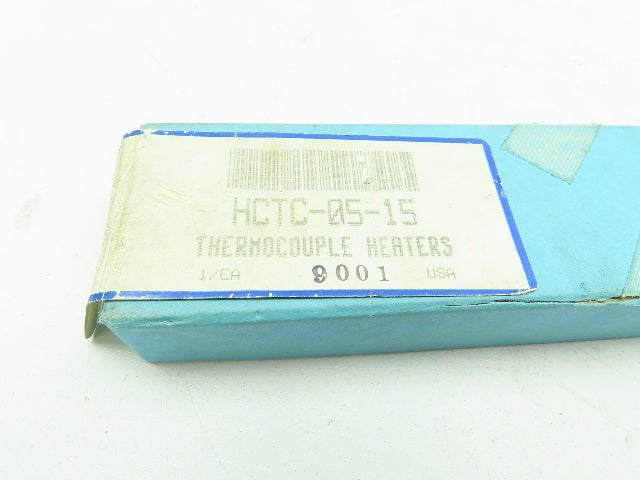 HCTC-05-15
THERMOCOUPLE HEATERS
1/EA 9001 USA